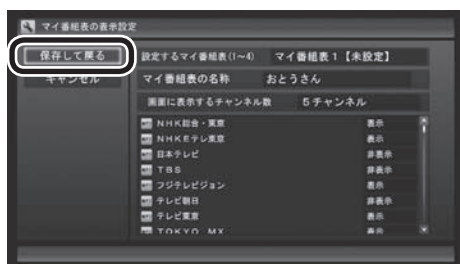 マイ番組表の表示設定
保存して戻る
設定するマイ番組表(1~4) マイ番組表1【未設定】
キャンセル
マイ番組表の名称 おとうさん
画面に表示するチャンネル数 5チャンネル
NHK総合・東京 表示
NHKEテレ東京 表示
日本テレビ 非表示
TBS 非表示
フジテレビジョン 表示
テレビ朝日 非表示
テレビ東京 表示
TOKYO MX 表示